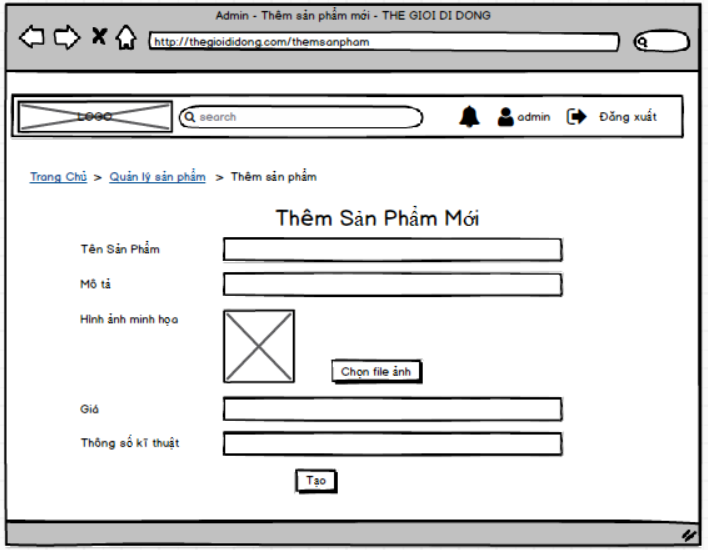 Admin - Thêm sản phẩm mới - THE GIOI DI DONG
http://thegioididong.com/themsanpham
LOGO search admin Đăng xuất
Trang Chủ > Quản lý sản phẩm > Thêm sản phẩm
Thêm Sản Phẩm Mới
Tên Sản Phẩm
Mô tả
Hình ảnh minh họa
Chọn file ảnh
Giá
Thông số kĩ thuật
Tạo